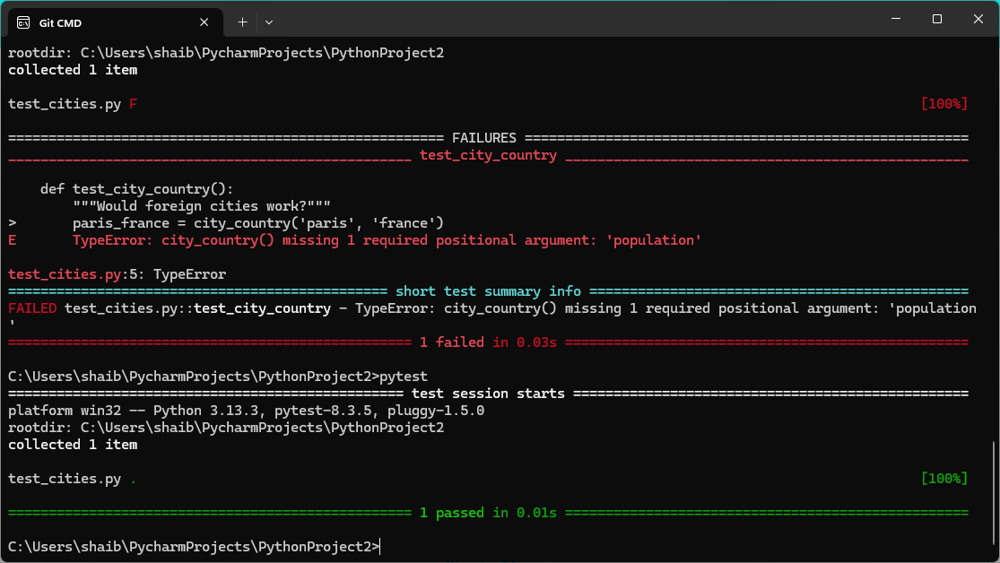 Git CMD
rootdir: C:\Users\shaib\PycharmProjects\PythonProject2
collected 1 item
test_cities.py F [100%]
====================================================== FAILURES =======================================================
__________________________________________________ test_city_country __________________________________________________
def test_city_country():
"""Would foreign cities work?"""
> paris_france = city_country('paris', 'france')
E TypeError: city_country() missing 1 required positional argument: 'population'
test_cities.py:5: TypeError
=============================================== short test summary info ===============================================
FAILED test_cities.py::test_city_country - TypeError: city_country() missing 1 required positional argument: 'population
'
================================================== 1 failed in 0.03s ==================================================
C:\Users\shaib\PycharmProjects\PythonProject2>pytest
================================================= test session starts =================================================
platform win32 -- Python 3.13.3, pytest-8.3.5, pluggy-1.5.0
rootdir: C:\Users\shaib\PycharmProjects\PythonProject2
collected 1 item
test_cities.py . [100%]
================================================== 1 passed in 0.01s ==================================================
C:\Users\shaib\PycharmProjects\PythonProject2>